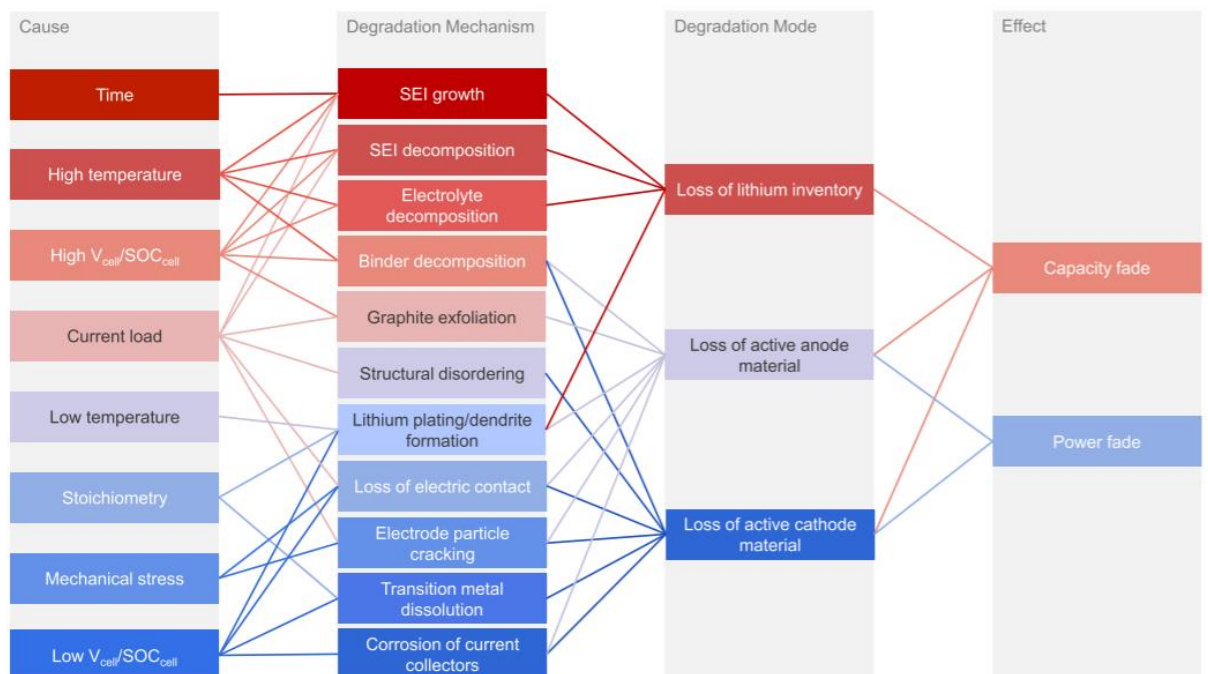 Cause
Degradation Mechanism
Degradation Mode
Effect
Time
High temperature
High Vcell/SOCcell
Current load
Low temperature
Stoichiometry
Mechanical stress
Low Vcell/SOCcell
SEI growth
SEI decomposition
Electrolyte
decomposition
Binder decomposition
Graphite exfoliation
Structural disordering
Lithium plating/dendrite
formation
Loss of electric contact
Electrode particle
cracking
Transition metal
dissolution
Corrosion of current
collectors
Loss of lithium inventory
Loss of active anode
material
Loss of active cathode
material
Capacity fade
Power fade